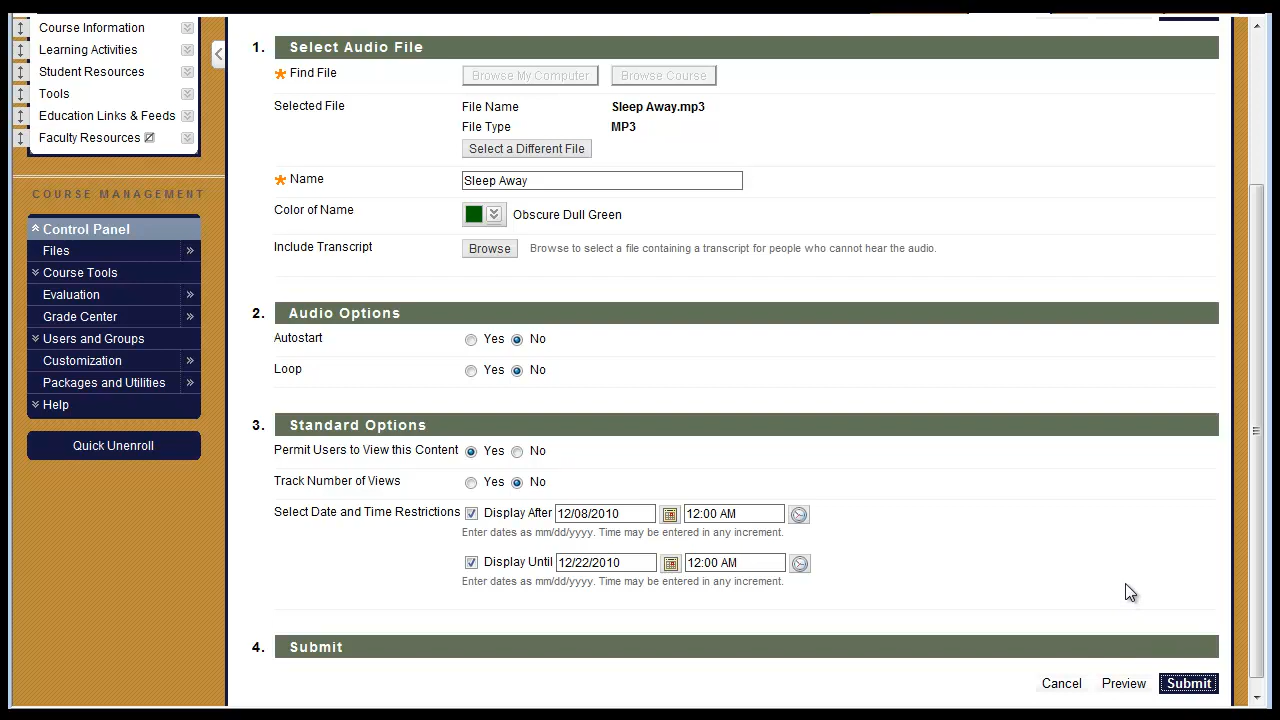 Course Information
Learning Activities
Student Resources
Tools
Education Links & Feeds
Faculty Resources
COURSE MANAGEMENT
Control Panel
Files
Course Tools
Evaluation
Grade Center
Users and Groups
Customization
Packages and Utilities
Help
Quick Unenroll
1. Select Audio File
Find File Browse My Computer Browse Course
Selected File File Name Sleep Away.mp3
File Type MP3
Select a Different File
Name Sleep Away
Color of Name Obscure Dull Green
Include Transcript Browse Browse to select a file containing a transcript for people who cannot hear the audio.
2. Audio Options
Autostart Yes No
Loop Yes No
3. Standard Options
Permit Users to View this Content Yes No
Track Number of Views Yes No
Select Date and Time Restrictions Display After 12/08/2010 12:00 AM
Enter dates as mm/dd/yyyy. Time may be entered in any increment.
Display Until 12/22/2010 12:00 AM
Enter dates as mm/dd/yyyy. Time may be entered in any increment.
4. Submit
Cancel Preview Submit